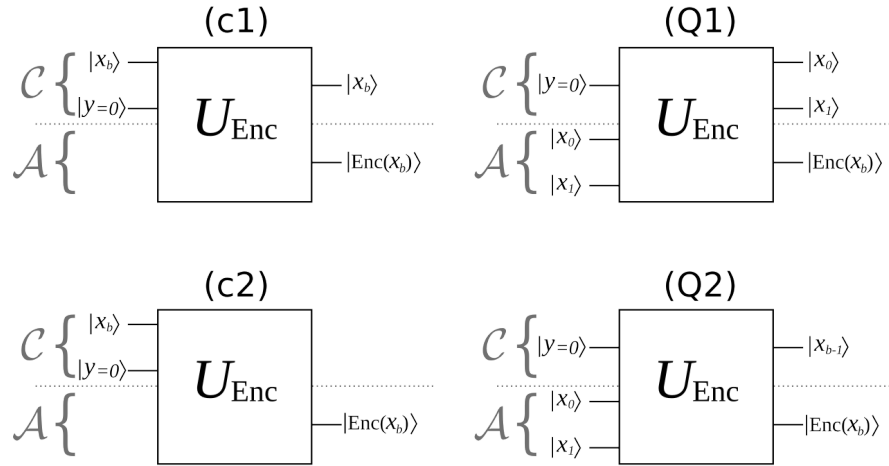 (c1) (Q1)
|x_b⟩ |x_0⟩
C { |x_b⟩ C { |y=0⟩
|y=0⟩ |x_1⟩
U_Enc U_Enc
|x_0⟩
A { |Enc(x_b)⟩ A { |Enc(x_b)⟩
|x_1⟩
(c2) (Q2)
|x_b⟩
C { C { |y=0⟩ |x_{b-1}⟩
|y=0⟩
U_Enc U_Enc
|x_0⟩
A { |Enc(x_b)⟩ A { |Enc(x_b)⟩
|x_1⟩